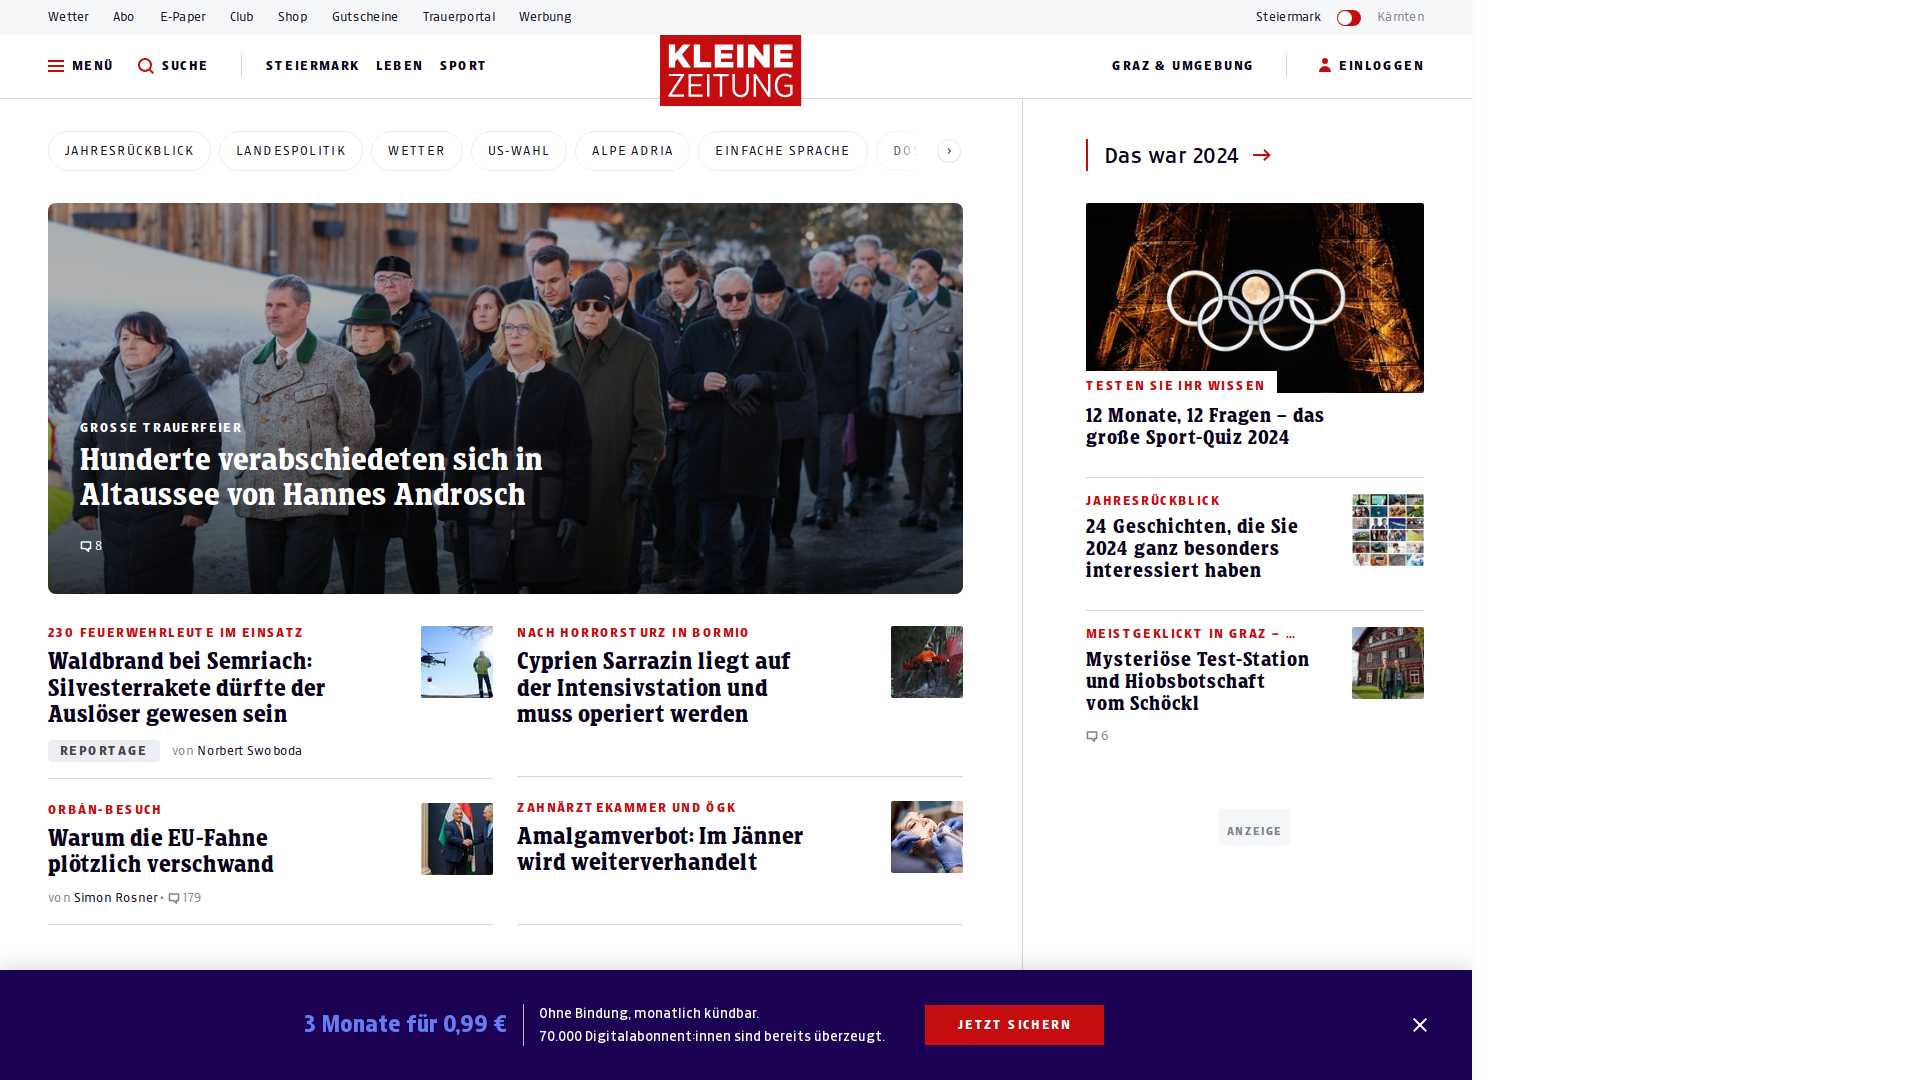 Wetter Abo E-Paper Club Shop Gutscheine Trauerportal Werbung
Steiermark Kärnten
MENÜ SUCHE STEIERMARK LEBEN SPORT
KLEINE
ZEITUNG
GRAZ & UMGEBUNG EINLOGGEN
JAHRESRÜCKBLICK LANDESPOLITIK WETTER US-WAHL ALPE ADRIA EINFACHE SPRACHE
GROSSE TRAUERFEIER
Hunderte verabschiedeten sich in
Altaussee von Hannes Androsch
8
230 FEUERWEHRLEUTE IM EINSATZ
Waldbrand bei Semriach:
Silvesterrakete dürfte der
Auslöser gewesen sein
REPORTAGE von Norbert Swoboda
NACH HORRORSTURZ IN BORMIO
Cyprien Sarrazin liegt auf
der Intensivstation und
muss operiert werden
ORBÁN-BESUCH
Warum die EU-Fahne
plötzlich verschwand
von Simon Rosner • 179
ZAHNÄRZTEKAMMER UND ÖGK
Amalgamverbot: Im Jänner
wird weiterverhandelt
Das war 2024
TESTEN SIE IHR WISSEN
12 Monate, 12 Fragen – das
große Sport-Quiz 2024
JAHRESRÜCKBLICK
24 Geschichten, die Sie
2024 ganz besonders
interessiert haben
MEISTGEKLICKT IN GRAZ – …
Mysteriöse Test-Station
und Hiobsbotschaft
vom Schöckl
6
ANZEIGE
3 Monate für 0,99 €
Ohne Bindung, monatlich kündbar.
70.000 Digitalabonnent:innen sind bereits überzeugt.
JETZT SICHERN